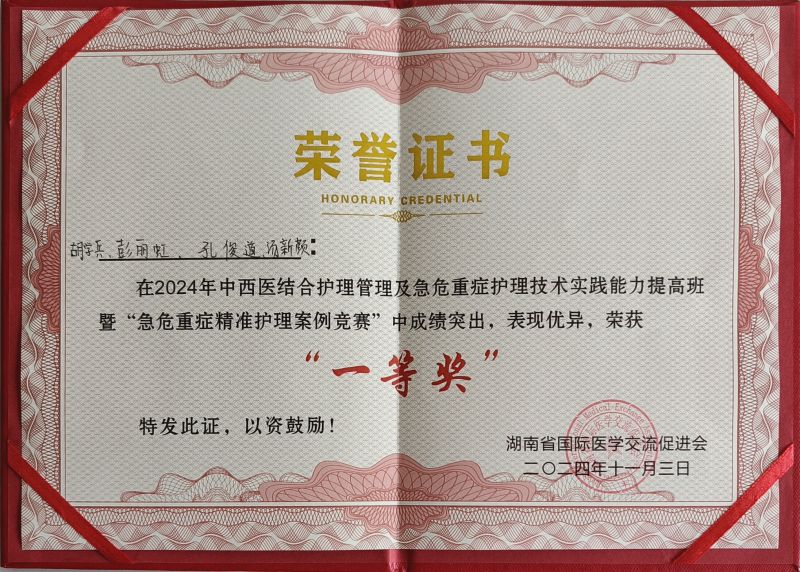 荣誉证书
HONORARY CREDENTIAL
胡学兵、彭丽虹、孔俊道、汤新颜:
在2024年中西医结合护理管理及急危重症护理技术实践能力提高班
暨“急危重症精准护理案例竞赛”中成绩突出，表现优异，荣获
“一等奖”
特发此证，以资鼓励！
湖南省国际医学交流促进会
二〇二四年十一月三日